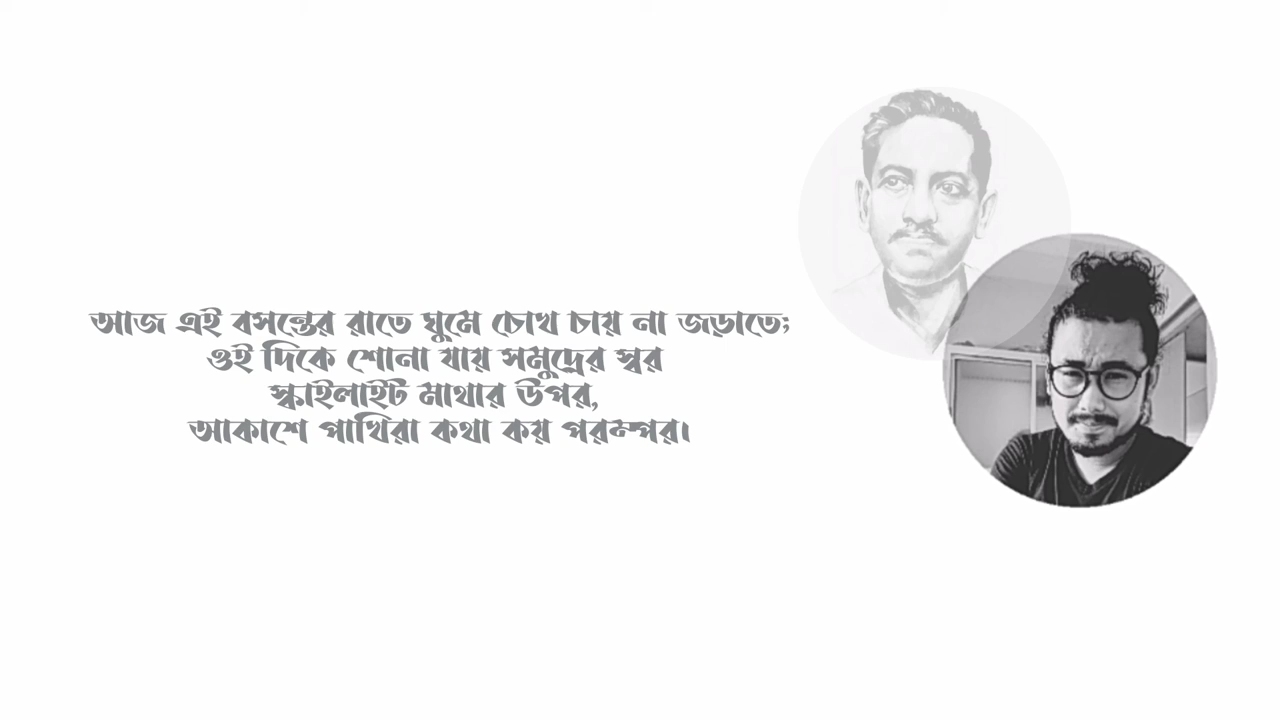 আজ এই বসন্তের রাতে ঘুমে চোখ চায় না জড়াতে;
ওই দিকে শোনা যায় সমুদ্রের স্বর
স্কাইলাইট মাথার উপর,
আকাশে পাখিরা কথা কয় পরস্পর।